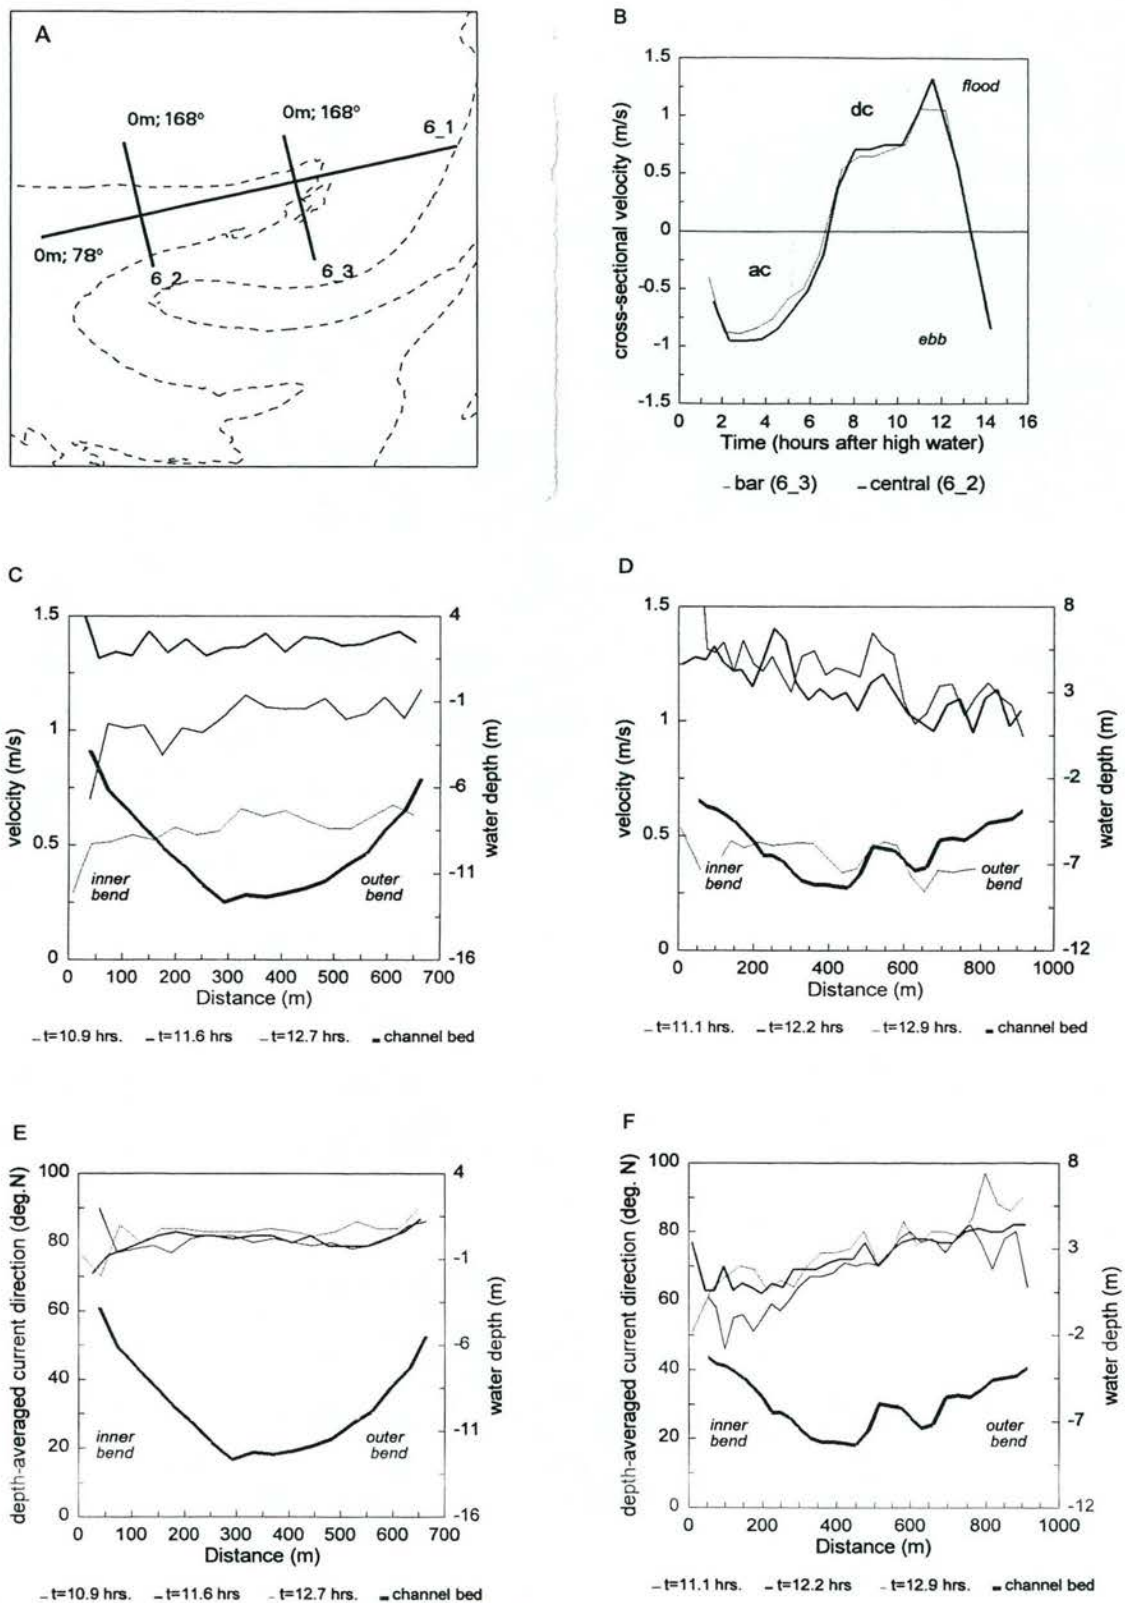 A
0m; 168°
0m; 168°
6_1
0m; 78°
6_2
6_3
B
cross-sectional velocity (m/s)
1.5
1
0.5
0
-0.5
-1
-1.5
dc
flood
ac
ebb
0 2 4 6 8 10 12 14 16
Time (hours after high water)
bar (6_3) central (6_2)
C
velocity (m/s)
1.5
1
0.5
0
4
-1
-6
-11
-16
water depth (m)
inner bend
outer bend
0 100 200 300 400 500 600 700
Distance (m)
t=10.9 hrs. t=11.6 hrs t=12.7 hrs. channel bed
D
velocity (m/s)
1.5
1
0.5
0
8
3
-2
-7
-12
water depth (m)
inner bend
outer bend
0 200 400 600 800 1000
Distance (m)
t=11.1 hrs. t=12.2 hrs t=12.9 hrs. channel bed
E
depth-averaged current direction (deg.N)
100
80
60
40
20
0
4
-1
-6
-11
-16
water depth (m)
inner bend
outer bend
0 100 200 300 400 500 600 700
Distance (m)
t=10.9 hrs. t=11.6 hrs t=12.7 hrs. channel bed
F
depth-averaged current direction (deg. N)
100
80
60
40
20
0
8
3
-2
-7
-12
water depth (m)
inner bend
outer bend
0 200 400 600 800 1000
Distance (m)
t=11.1 hrs. t=12.2 hrs t=12.9 hrs. channel bed